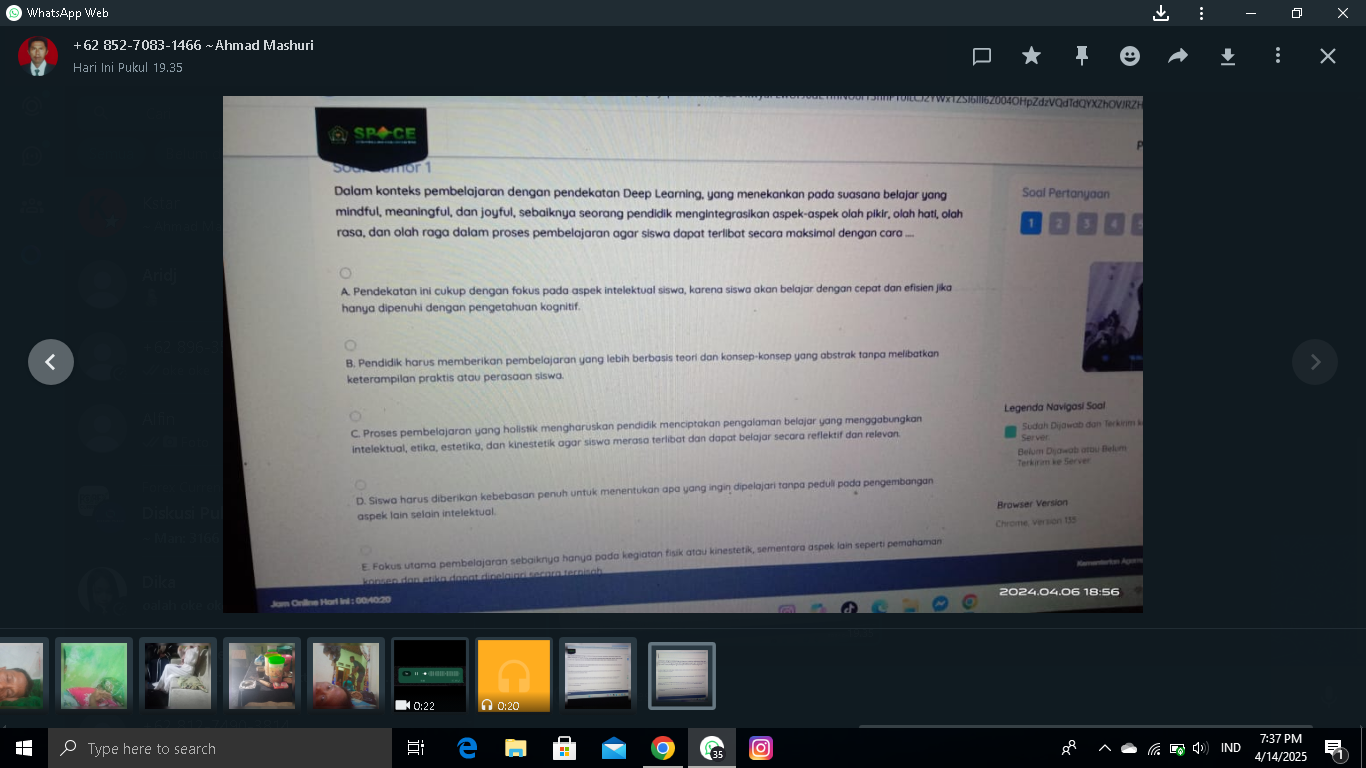 WhatsApp Web
+62 852-7083-1466 ~Ahmad Mashuri
Hari Ini Pukul 19.35
SPACE
Soal Nomor 1
Dalam konteks pembelajaran dengan pendekatan Deep Learning, yang menekankan pada suasana belajar yang
mindful, meaningful, dan joyful, sebaiknya seorang pendidik mengintegrasikan aspek-aspek olah pikir, olah hati, olah
rasa, dan olah raga dalam proses pembelajaran agar siswa dapat terlibat secara maksimal dengan cara ...
A. Pendekatan ini cukup dengan fokus pada aspek intelektual siswa, karena siswa akan belajar dengan cepat dan efisien jika
hanya dipenuhi dengan pengetahuan kognitif.
B. Pendidik harus memberikan pembelajaran yang lebih berbasis teori dan konsep-konsep yang abstrak tanpa melibatkan
keterampilan praktis atau perasaan siswa.
C. Proses pembelajaran yang holistik mengharuskan pendidik menciptakan pengalaman belajar yang menggabungkan
intelektual, etika, estetika, dan kinestetik agar siswa merasa terlibat dan dapat belajar secara reflektif dan relevan.
D. Siswa harus diberikan kebebasan penuh untuk menentukan apa yang ingin dipelajari tanpa peduli pada pengembangan
aspek lain selain intelektual.
E. Fokus utama pembelajaran sebaiknya hanya pada kegiatan fisik atau kinestetik, sementara aspek lain seperti pemahaman
konsep dan etika dapat dipelajari secara terpisah.
Soal Pertanyaan
1 2 3 4 5
Legenda Navigasi Soal
Sudah Dijawab dan Terkirim k
Server.
Belum Dijawab atau Belum
Terkirim ke Server.
Browser Version
Chrome, Version 135
Kementerian Agam
Jam Online Hari Ini : 00:40:20
2024.04.06 18:56
0:22
0:20
Kasir
Andj
Allin
Diskusi Pu
Dika
Type here to search
35
IND
7:37 PM
4/14/2025
1